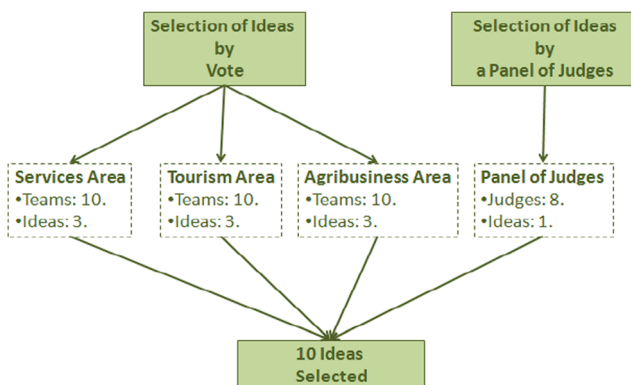 Selection of Ideas
by
Vote
Selection of Ideas
by
a Panel of Judges
Services Area
•Teams: 10.
•Ideas: 3.
Tourism Area
•Teams: 10.
•Ideas: 3.
Agribusiness Area
•Teams: 10.
•Ideas: 3.
Panel of Judges
•Judges: 8.
•Ideas: 1.
10 Ideas
Selected